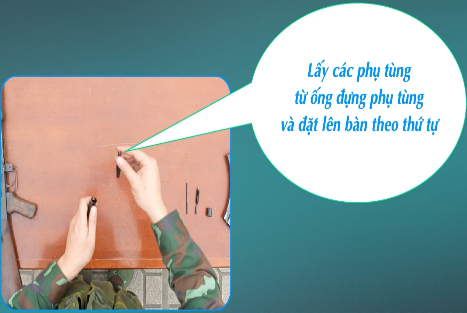 Lấy các phụ tùng
từ ống đựng phụ tùng
và đặt lên bàn theo thứ tự